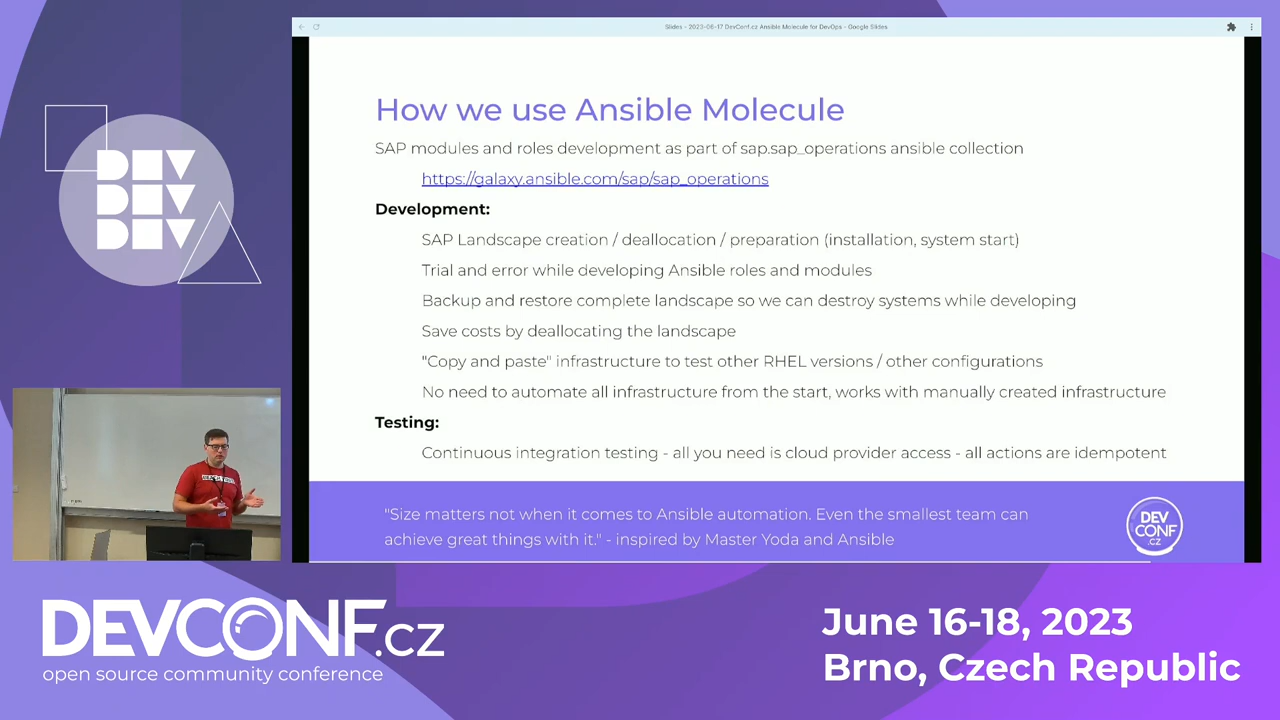 Slides - 2023-06-17 DevConf.cz Ansible Molecule for DevOps - Google Slides
How we use Ansible Molecule
SAP modules and roles development as part of sap.sap_operations ansible collection
https://galaxy.ansible.com/sap/sap_operations
Development:
SAP Landscape creation / deallocation / preparation (installation, system start)
Trial and error while developing Ansible roles and modules
Backup and restore complete landscape so we can destroy systems while developing
Save costs by deallocating the landscape
"Copy and paste" infrastructure to test other RHEL versions / other configurations
No need to automate all infrastructure from the start, works with manually created infrastructure
Testing:
Continuous integration testing - all you need is cloud provider access - all actions are idempotent
"Size matters not when it comes to Ansible automation. Even the smallest team can
achieve great things with it." - inspired by Master Yoda and Ansible
DEV
CONF
.CZ
DEV
DEV
DEV
DEVCONF.cz
open source community conference
June 16-18, 2023
Brno, Czech Republic